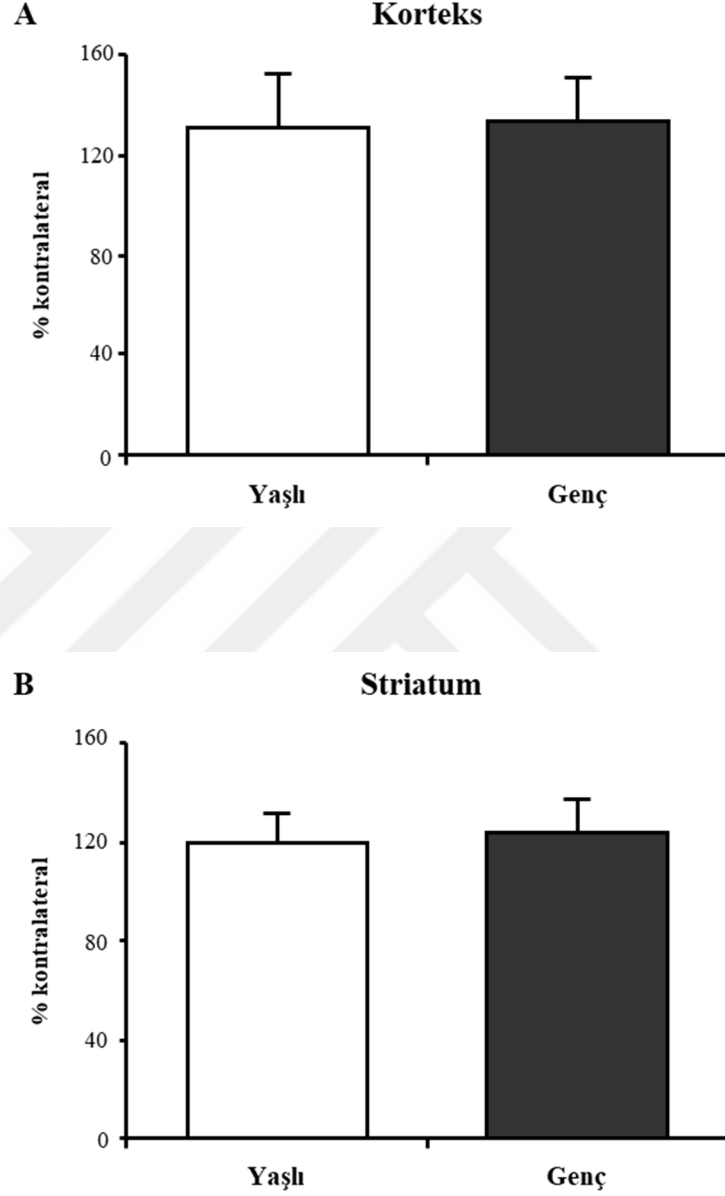 A
Korteks
160
120
80
40
0
% kontralateral
Yaşlı
Genç
B
Striatum
160
120
80
40
0
% kontralateral
Yaşlı
Genç